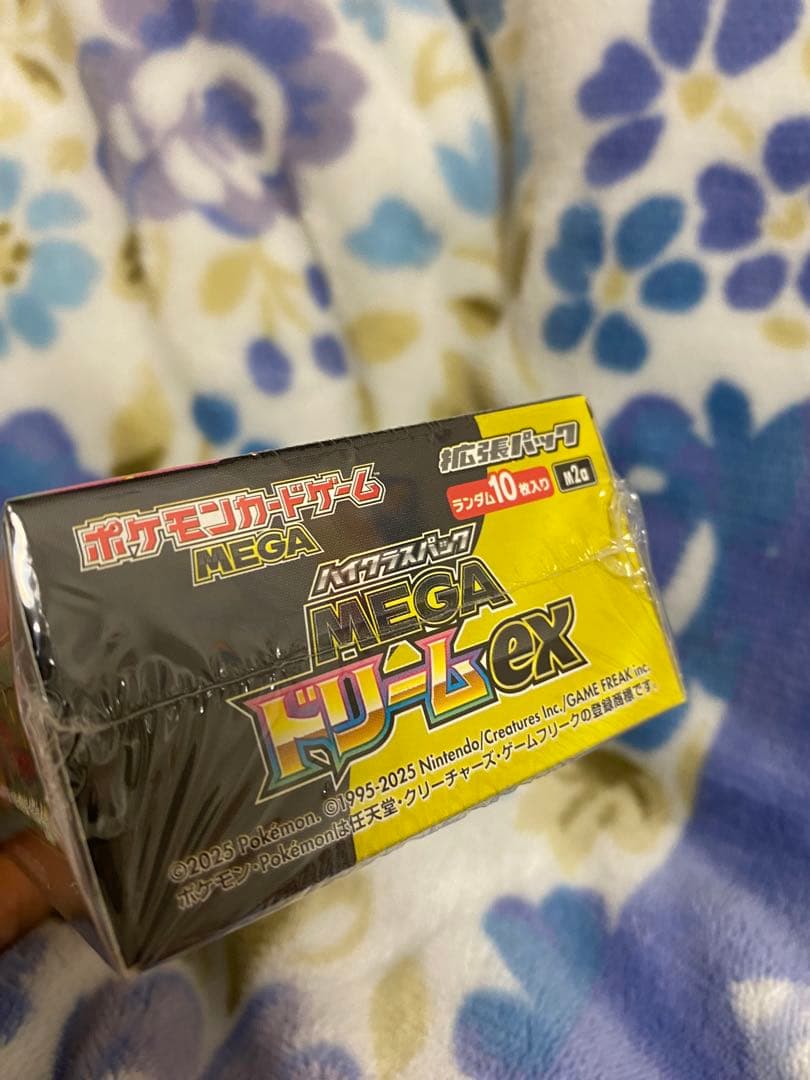 拡張パック
ポケモンカードゲーム
MEGA
ランダム10枚入り
M2a
ハイクラスパック
MEGA
ドリームex
©2025 Pokémon. ©1995-2025 Nintendo/Creatures Inc./GAME FREAK inc.
ポケモン・Pokémonは任天堂・クリーチャーズ・ゲームフリークの登録商標です。